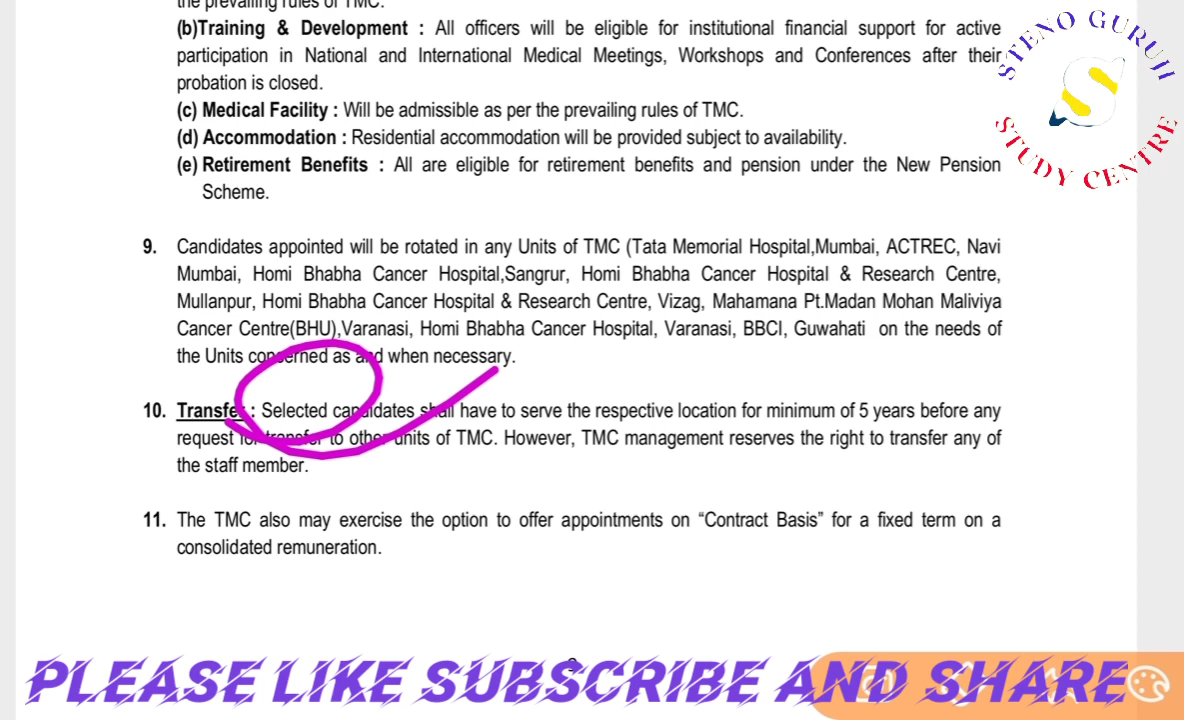 the prevailing rules of TMC.
(b)Training & Development : All officers will be eligible for institutional financial support for active
participation in National and International Medical Meetings, Workshops and Conferences after their
probation is closed.
(c) Medical Facility : Will be admissible as per the prevailing rules of TMC.
(d) Accommodation : Residential accommodation will be provided subject to availability.
(e) Retirement Benefits : All are eligible for retirement benefits and pension under the New Pension
Scheme.
9. Candidates appointed will be rotated in any Units of TMC (Tata Memorial Hospital,Mumbai, ACTREC, Navi
Mumbai, Homi Bhabha Cancer Hospital,Sangrur, Homi Bhabha Cancer Hospital & Research Centre,
Mullanpur, Homi Bhabha Cancer Hospital & Research Centre, Vizag, Mahamana Pt.Madan Mohan Maliviya
Cancer Centre(BHU),Varanasi, Homi Bhabha Cancer Hospital, Varanasi, BBCI, Guwahati on the needs of
the Units concerned as and when necessary.
10. Transfer : Selected candidates shall have to serve the respective location for minimum of 5 years before any
request for transfer to other units of TMC. However, TMC management reserves the right to transfer any of
the staff member.
11. The TMC also may exercise the option to offer appointments on “Contract Basis” for a fixed term on a
consolidated remuneration.
STENO GURUJI
S
STUDY CENTRE
PLEASE LIKE SUBSCRIBE AND SHARE